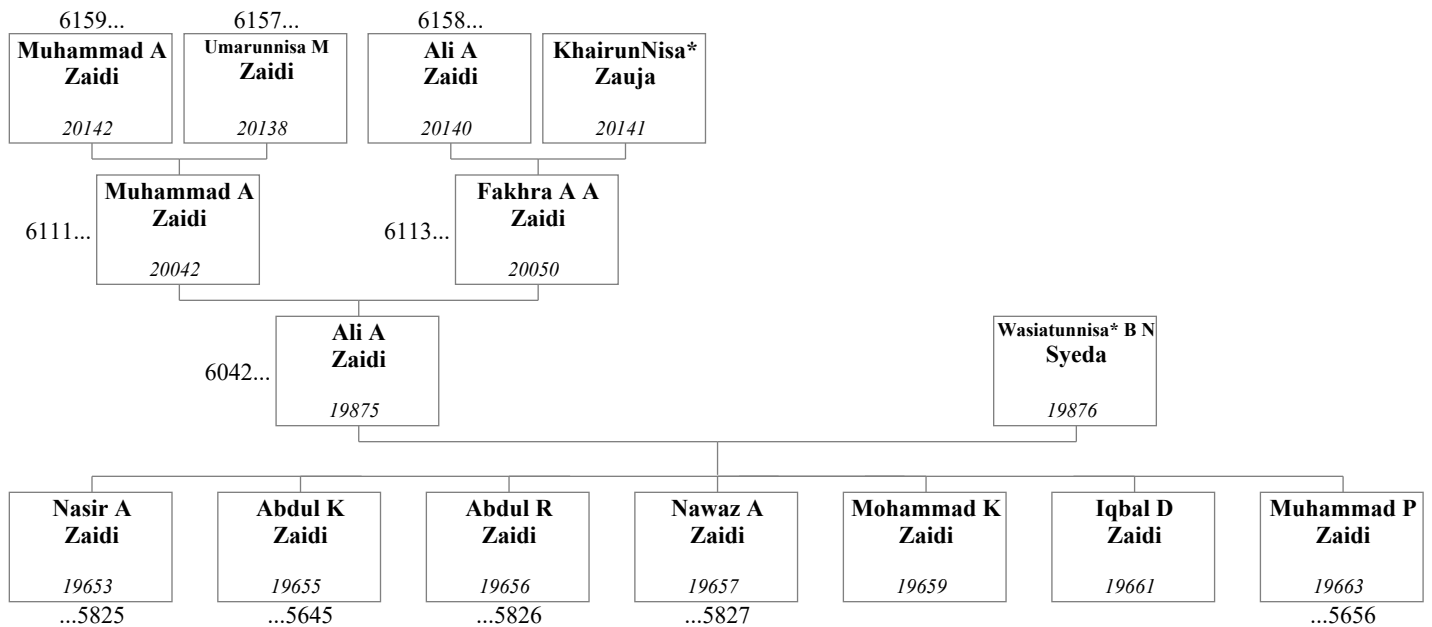 6159...
6157...
6158...
Muhammad A
Zaidi
20142
Umarunnisa M
Zaidi
20138
Ali A
Zaidi
20140
KhairunNisa*
Zauja
20141
6111...
Muhammad A
Zaidi
20042
6113...
Fakhra A A
Zaidi
20050
6042...
Ali A
Zaidi
19875
Wasiatunnisa* B N
Syeda
19876
Nasir A
Zaidi
19653
...5825
Abdul K
Zaidi
19655
...5645
Abdul R
Zaidi
19656
...5826
Nawaz A
Zaidi
19657
...5827
Mohammad K
Zaidi
19659
Iqbal D
Zaidi
19661
Muhammad P
Zaidi
19663
...5656